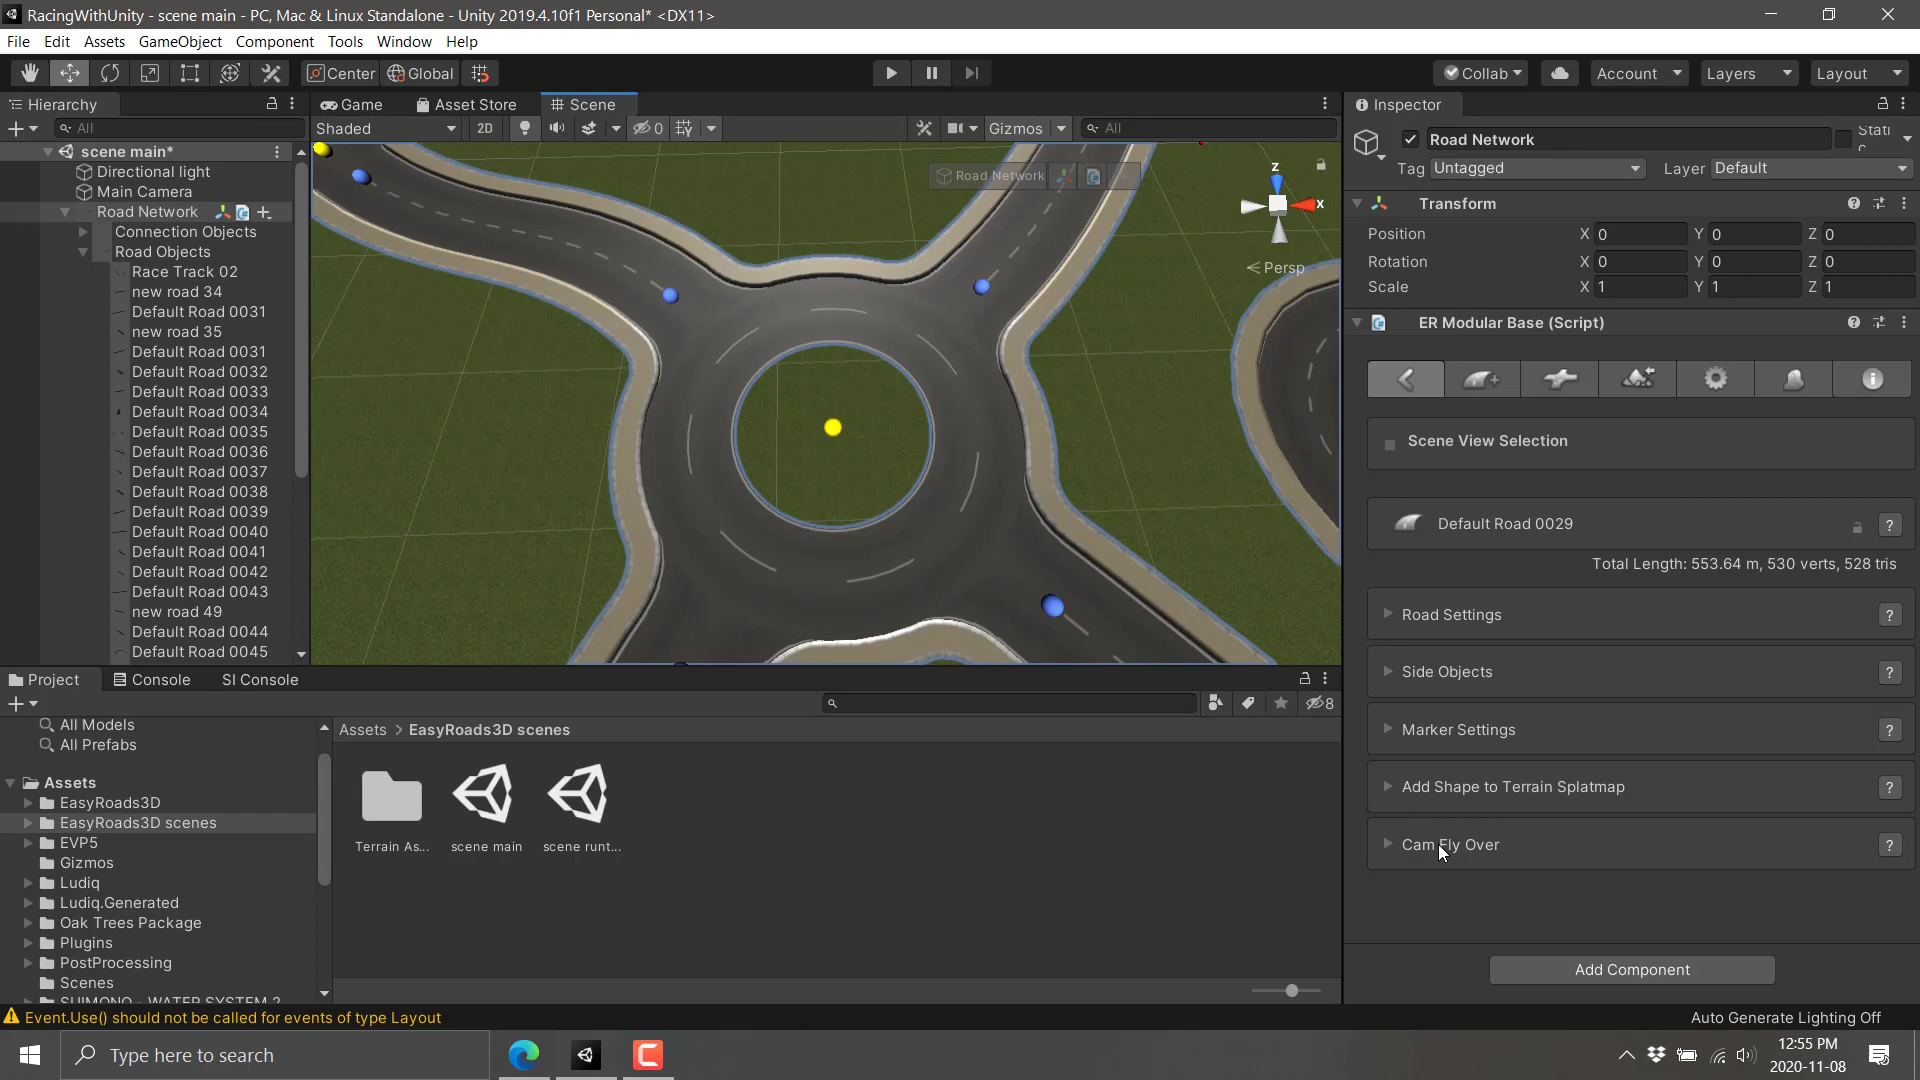 RacingWithUnity - scene main - PC, Mac & Linux Standalone - Unity 2019.4.10f1 Personal* <DX11>
File Edit Assets GameObject Component Tools Window Help
Center Global
Collab Account Layers Layout
Hierarchy
All
scene main*
Directional light
Main Camera
Road Network
Connection Objects
Road Objects
Race Track 02
new road 34
Default Road 0031
new road 35
Default Road 0031
Default Road 0032
Default Road 0033
Default Road 0034
Default Road 0035
Default Road 0036
Default Road 0037
Default Road 0038
Default Road 0039
Default Road 0040
Default Road 0041
Default Road 0042
Default Road 0043
new road 49
Default Road 0044
Default Road 0045
Game Asset Store Scene
Shaded 2D 0 Gizmos All
Road Network
z
x
Persp
Inspector
Road Network Stati
c
Tag Untagged Layer Default
Transform
Position X 0 Y 0 Z 0
Rotation X 0 Y 0 Z 0
Scale X 1 Y 1 Z 1
ER Modular Base (Script)
Scene View Selection
Default Road 0029 ?
Total Length: 553.64 m, 530 verts, 528 tris
Road Settings ?
Side Objects ?
Marker Settings ?
Add Shape to Terrain Splatmap ?
Cam Fly Over ?
Add Component
Project Console SI Console
8
All Models
All Prefabs
Assets
EasyRoads3D
EasyRoads3D scenes
EVP5
Gizmos
Ludiq
Ludiq.Generated
Oak Trees Package
Plugins
PostProcessing
Scenes
SUIMONO - WATER SYSTEM 2
Assets > EasyRoads3D scenes
Terrain As... scene main scene runt...
Event.Use() should not be called for events of type Layout
Auto Generate Lighting Off
Type here to search
12:55 PM
2020-11-08